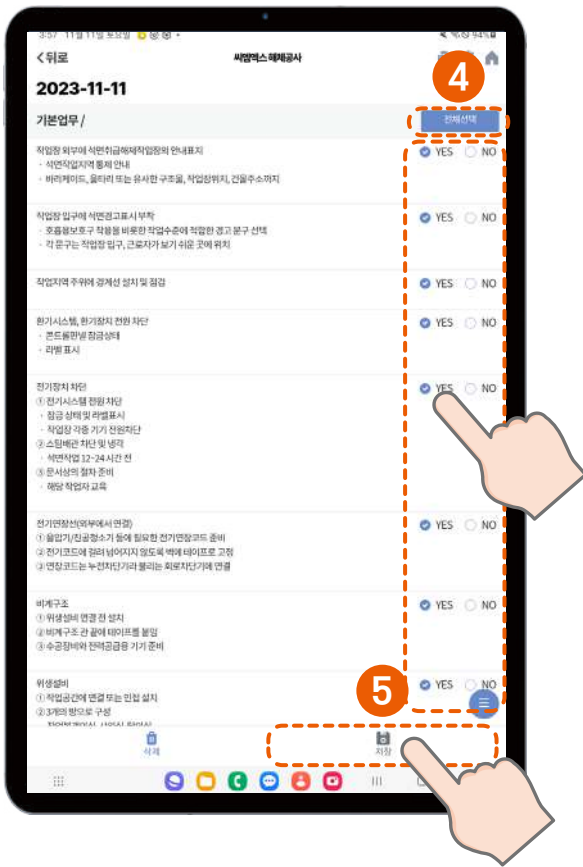 3:57 11월 11일 토요일
94%
뒤로
씨엠엑스 해체공사
4
2023-11-11
기본업무 /
전체선택
작업장 외부에 석면취급해체작업장의 안내표지
YES NO
· 석면작업지역 통제 안내
· 바리케이드, 울타리 또는 유사한 구조물, 작업장위치, 건물주소까지
작업장 입구에 석면경고표시 부착
YES NO
· 호흡용보호구 착용을 비롯한 작업수준에 적합한 경고 문구 선택
· 각 문구는 작업장 입구, 근로자가 보기 쉬운 곳에 위치
작업지역 주위에 경계선 설치 및 점검
YES NO
환기시스템, 환기장치 전원 차단
YES NO
· 콘트롤판넬 잠금상태
· 라벨 표시
전기장치 차단
YES NO
① 전기시스템 전원 차단
· 잠금 상태 및 라벨표시
· 작업장 각종 기기 전원차단
② 스팀배관 차단 및 냉각
· 석면작업 12~24시간 전
③ 문서상의 절차 준비
· 해당 작업자 교육
전기연장선(외부에서 연결)
YES NO
① 음압기/진공청소기 등에 필요한 전기연장코드 준비
② 전기코드에 걸려 넘어지지 않도록 벽에 테이프로 고정
③ 연장코드는 누전차단기라 불리는 회로차단기에 연결
비계구조
YES NO
① 위생설비 연결 전 설치
② 비계구조 관 끝에 테이프를 붙임
③ 수공장비와 전력공급용 기기 준비
위생설비
YES NO
① 작업공간에 연결 또는 인접 설치
② 3개의 방으로 구성
5
삭제
저장